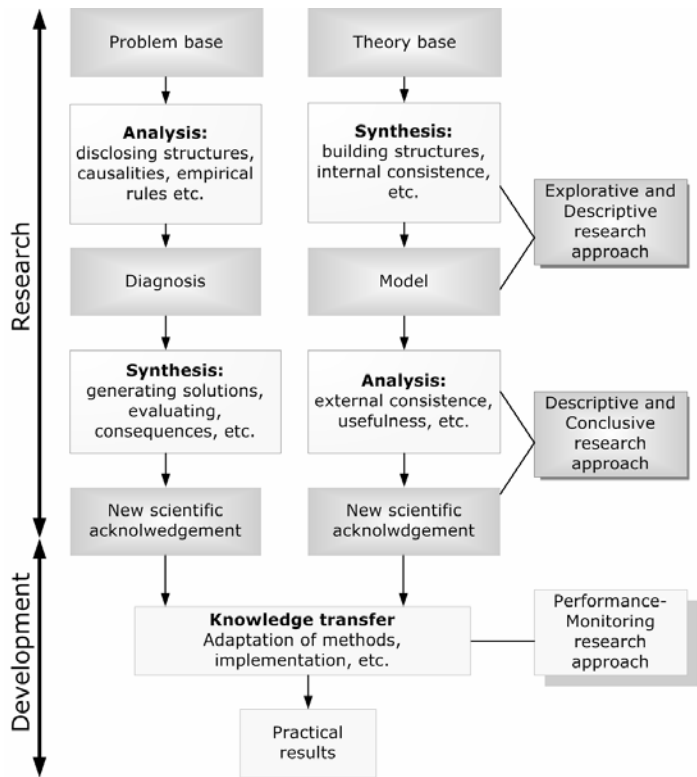 Problem base
Theory base
Analysis:
disclosing structures,
causalities, empirical
rules etc.
Synthesis:
building structures,
internal consistence,
etc.
Explorative and
Descriptive
research
approach
Research
Diagnosis
Model
Synthesis:
generating solutions,
evaluating,
consequences, etc.
Analysis:
external consistence,
usefulness, etc.
Descriptive and
Conclusive
research
approach
New scientific
acknolwedgement
New scientific
acknolwdgement
Development
Knowledge transfer
Adaptation of methods,
implementation, etc.
Performance-
Monitoring
research
approach
Practical
results